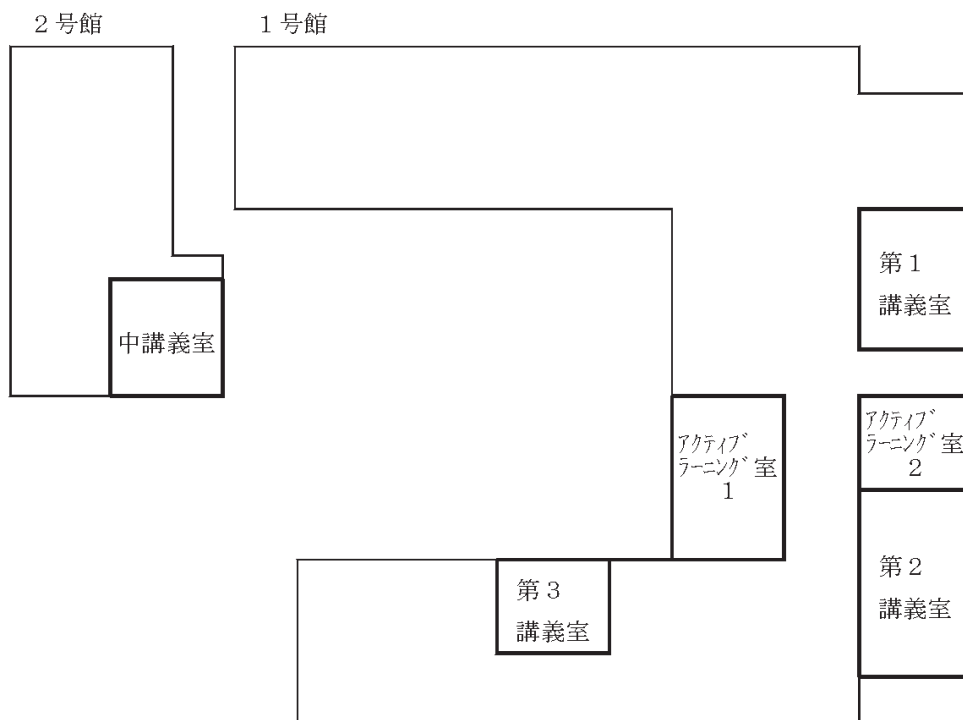 ２号館
１号館
第１
講義室
中講義室
ｱｸﾃｨﾌﾞ
ﾗｰﾆﾝｸﾞ室
１
ｱｸﾃｨﾌﾞ
ﾗｰﾆﾝｸﾞ室
２
第２
講義室
第３
講義室